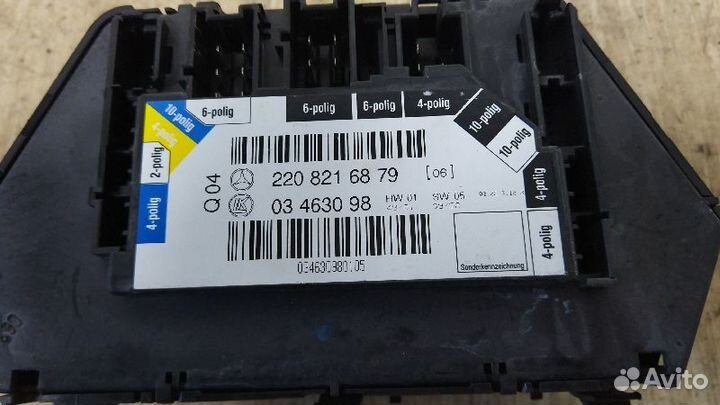 6-polig
6-polig
6-polig
4-polig
10-polig
4-polig
2-polig
4-polig
10-polig
10-polig
4-polig
4-polig
Q 04
220 821 68 79 [06]
03 4630 98 HW 01 SW 05
Sonderkennzeichnung
Avito